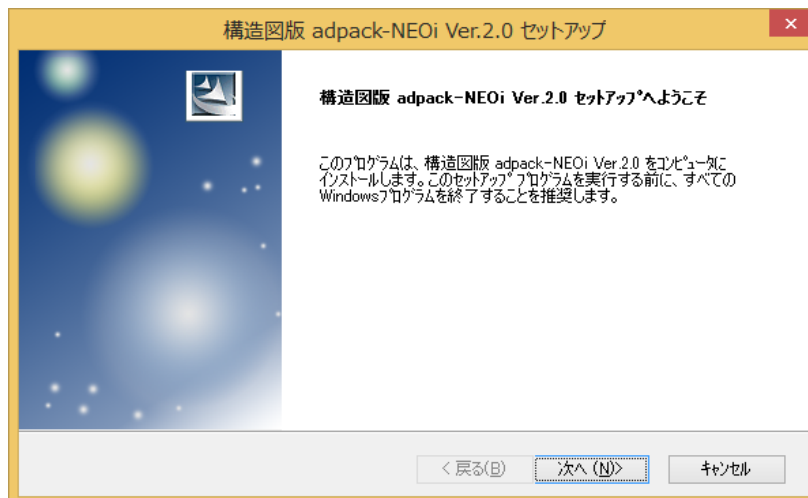 構造図版 adpack-NEOi Ver.2.0 セットアップ
構造図版 adpack-NEOi Ver.2.0 ｾｯﾄｱｯﾌﾟへようこそ
このﾌﾟﾛｸﾞﾗﾑは、構造図版 adpack-NEOi Ver.2.0 をｺﾝﾋﾟｭｰﾀに
ｲﾝｽﾄｰﾙします。このｾｯﾄｱｯﾌﾟ ﾌﾟﾛｸﾞﾗﾑを実行する前に、すべての
Windowsﾌﾟﾛｸﾞﾗﾑを終了することを推奨します。
< 戻る(B)
次へ (N)>
ｷｬﾝｾﾙ